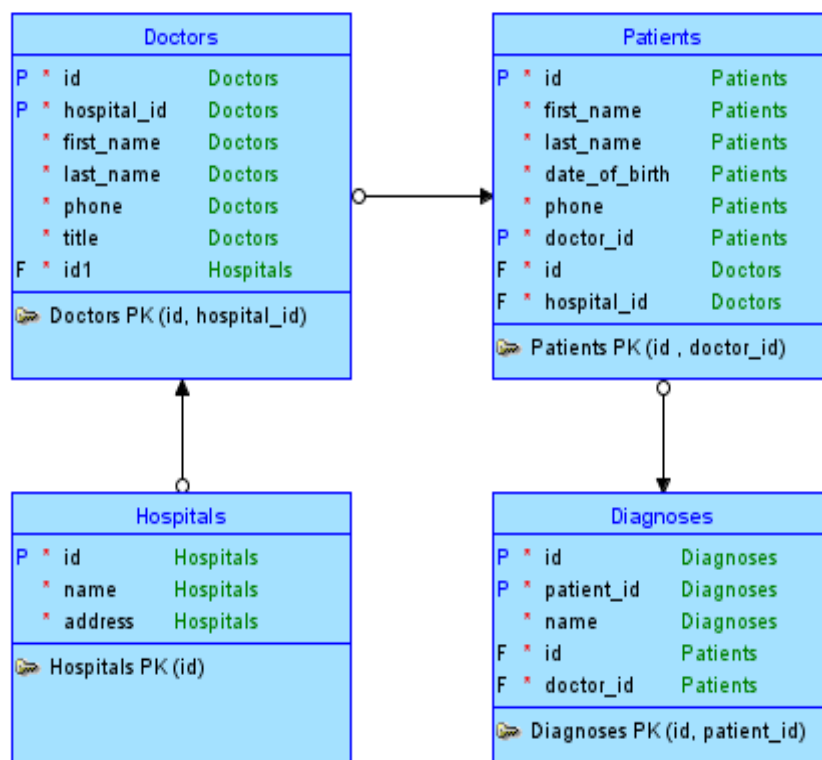 Doctors
P * id Doctors
P * hospital_id Doctors
* first_name Doctors
* last_name Doctors
* phone Doctors
* title Doctors
F * id1 Hospitals
Doctors PK (id, hospital_id)
Patients
P * id Patients
* first_name Patients
* last_name Patients
* date_of_birth Patients
* phone Patients
P * doctor_id Patients
F * id Doctors
F * hospital_id Doctors
Patients PK (id , doctor_id)
Hospitals
P * id Hospitals
* name Hospitals
* address Hospitals
Hospitals PK (id)
Diagnoses
P * id Diagnoses
P * patient_id Diagnoses
* name Diagnoses
F * id Patients
F * doctor_id Patients
Diagnoses PK (id, patient_id)